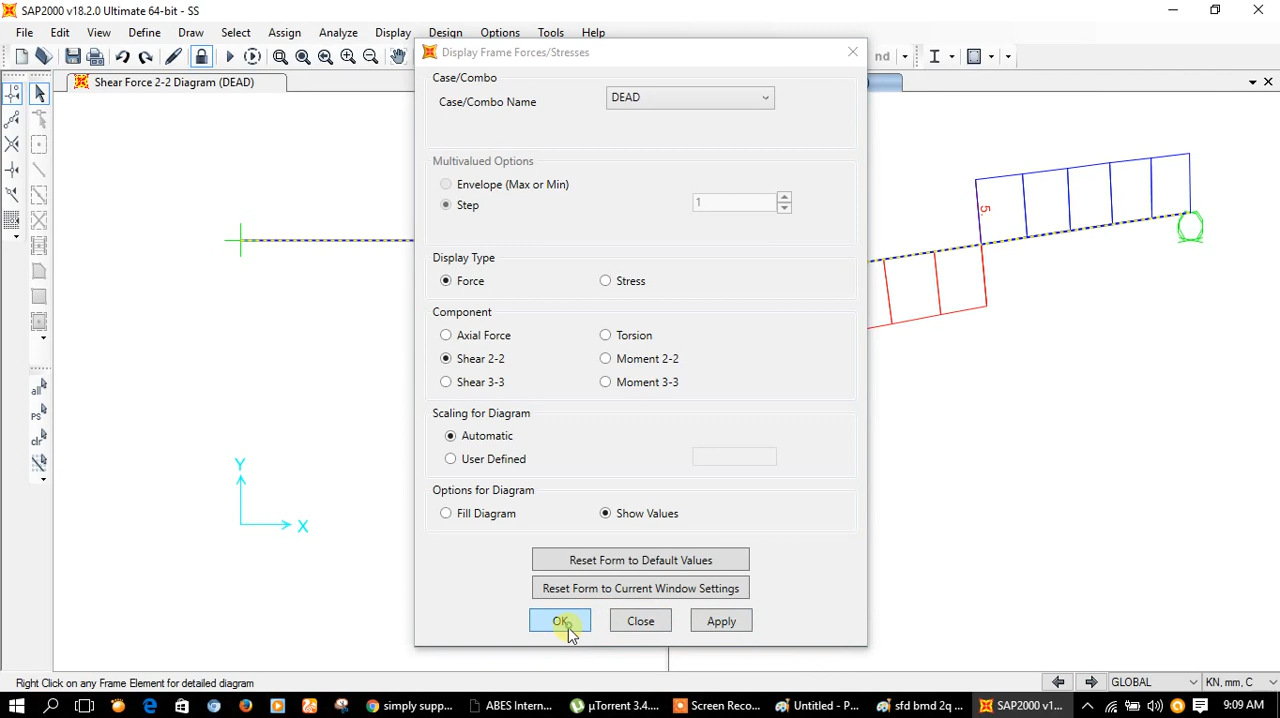 SAP2000 v18.2.0 Ultimate 64-bit - SS
File Edit View Define Draw Select Assign Analyze Display Design Options Tools Help
nd
Shear Force 2-2 Diagram (DEAD)
Display Frame Forces/Stresses
Case/Combo
Case/Combo Name DEAD
Multivalued Options
Envelope (Max or Min)
Step 1
Display Type
Force Stress
Component
Axial Force Torsion
Shear 2-2 Moment 2-2
Shear 3-3 Moment 3-3
Scaling for Diagram
Automatic
User Defined
Options for Diagram
Fill Diagram Show Values
Reset Form to Default Values
Reset Form to Current Window Settings
OK Close Apply
5.
all
PS
clr
Y
X
Right Click on any Frame Element for detailed diagram
GLOBAL KN, mm, C
simply supp...
ABES Intern...
µTorrent 3.4....
Screen Reco...
Untitled - P...
sfd bmd 2q ...
SAP2000 v1...
9:09 AM